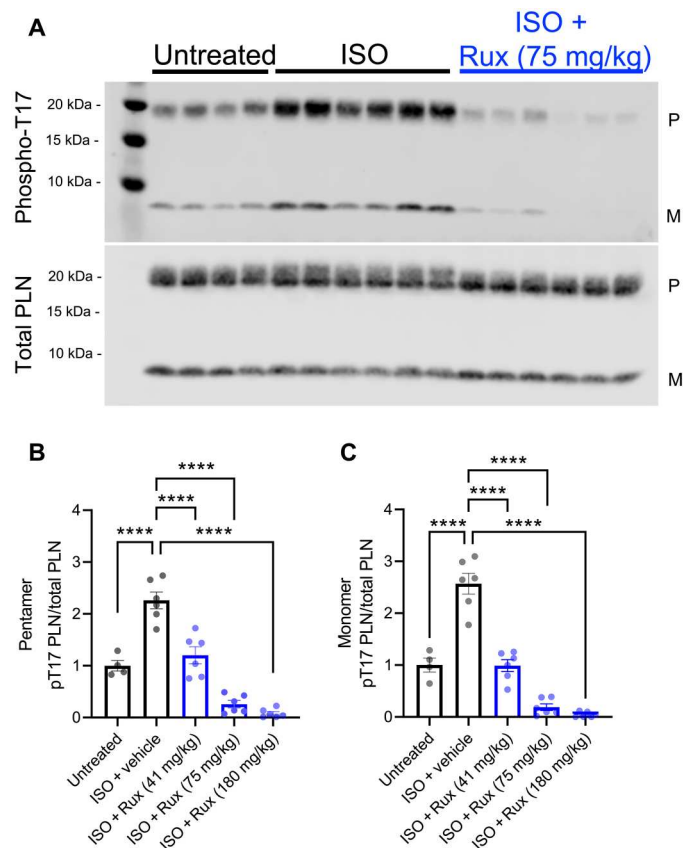 A
Untreated
ISO
ISO +
Rux (75 mg/kg)
Phospho-T17
20 kDa -
15 kDa -
10 kDa -
P
M
Total PLN
20 kDa -
15 kDa -
10 kDa -
P
M
B
****
****
****
****
Pentamer
pT17 PLN/total PLN
4
3
2
1
0
Untreated
ISO + vehicle
ISO + Rux (41 mg/kg)
ISO + Rux (75 mg/kg)
ISO + Rux (180 mg/kg)
C
****
****
****
****
Monomer
pT17 PLN/total PLN
4
3
2
1
0
Untreated
ISO + vehicle
ISO + Rux (41 mg/kg)
ISO + Rux (75 mg/kg)
ISO + Rux (180 mg/kg)